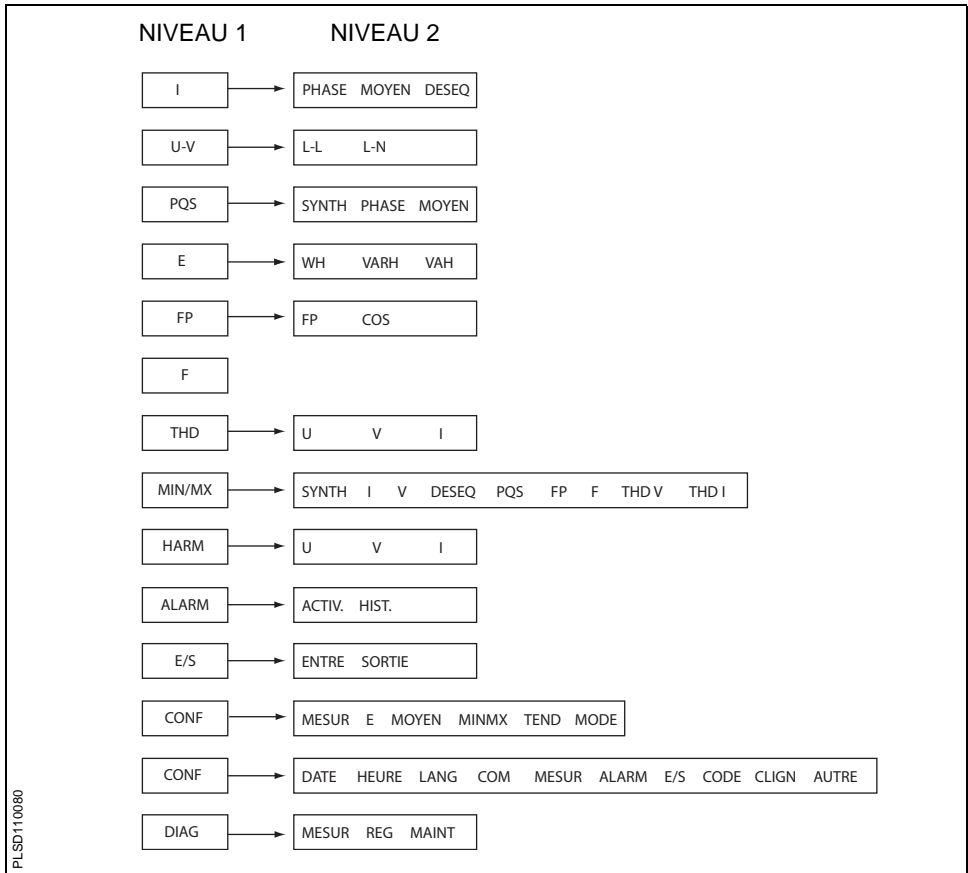 NIVEAU 1 NIVEAU 2
I PHASE MOYEN DESEQ
U-V L-L L-N
PQS SYNTH PHASE MOYEN
E WH VARH VAH
FP FP COS
F
THD U V I
MIN/MX SYNTH I V DESEQ PQS FP F THD V THD I
HARM U V I
ALARM ACTIV. HIST.
E/S ENTRE SORTIE
CONF MESUR E MOYEN MINMX TEND MODE
CONF DATE HEURE LANG COM MESUR ALARM E/S CODE CLIGN AUTRE
DIAG MESUR REG MAINT
PLSD110080